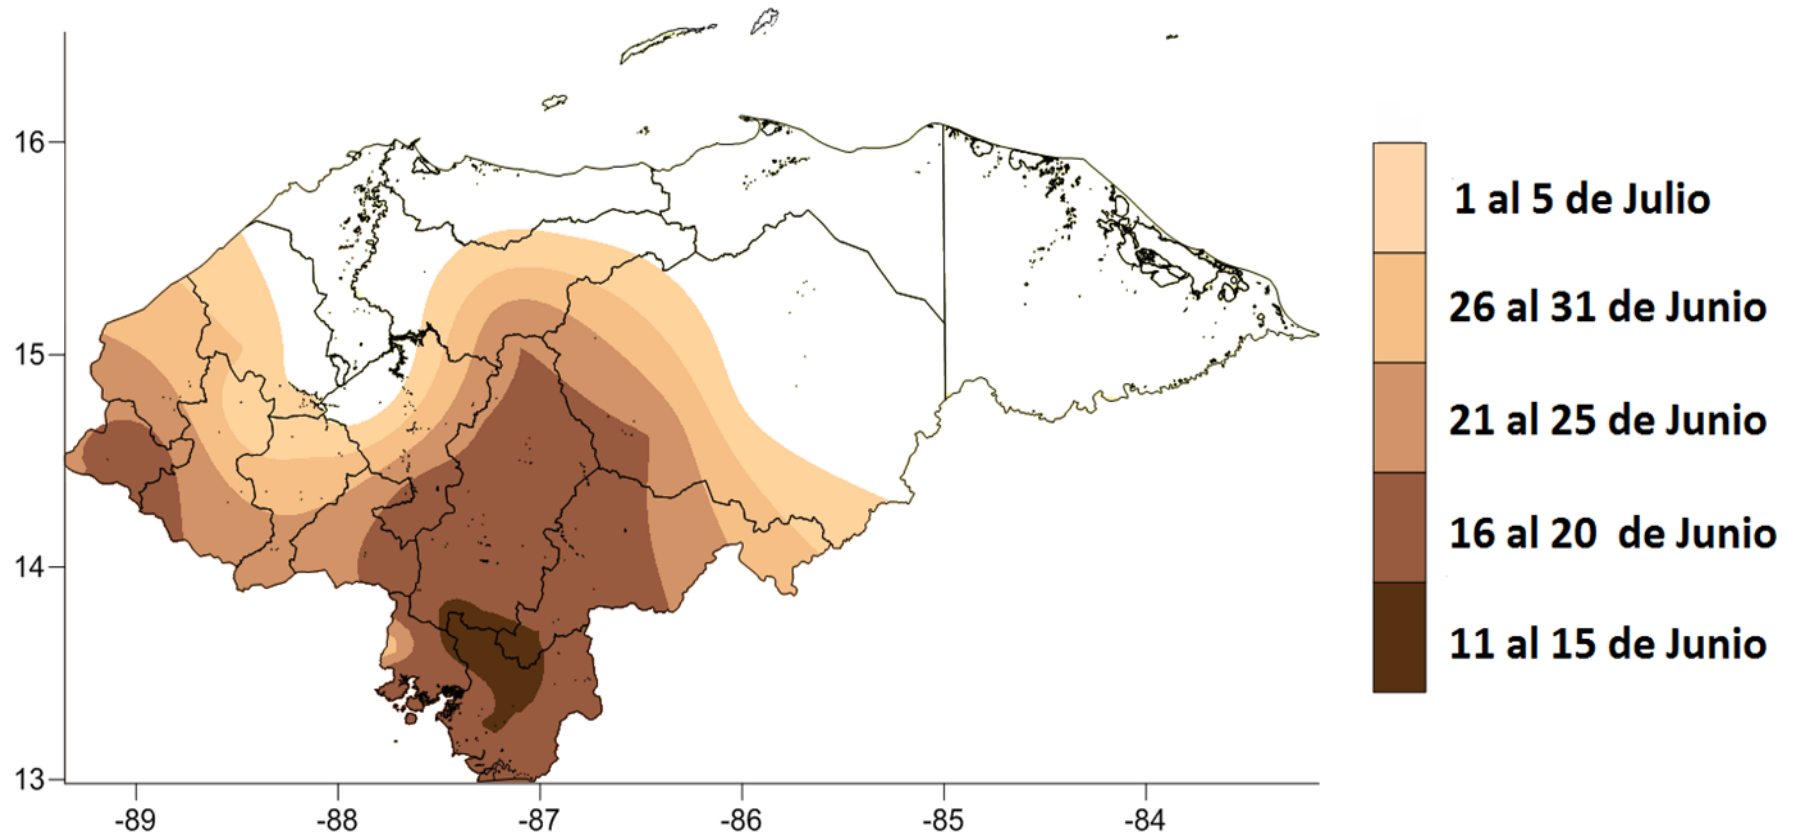 16
15
14
13
-89 -88 -87 -86 -85 -84
1 al 5 de Julio
26 al 31 de Junio
21 al 25 de Junio
16 al 20 de Junio
11 al 15 de Junio